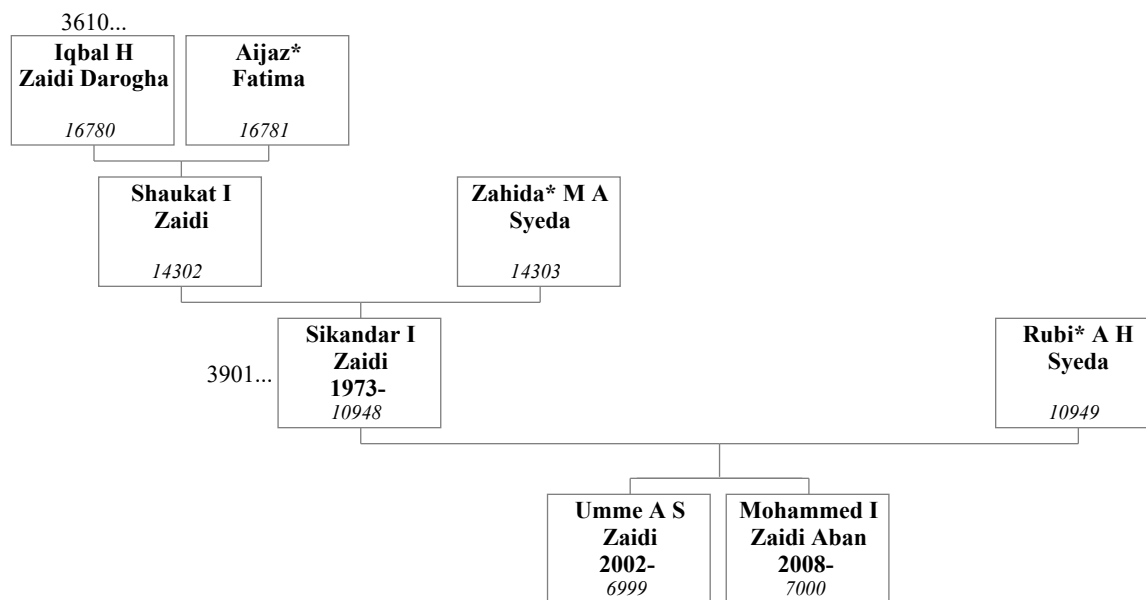 3610...
Iqbal H
Zaidi Darogha
16780
Aijaz*
Fatima
16781
Shaukat I
Zaidi
14302
Zahida* M A
Syeda
14303
3901...
Sikandar I
Zaidi
1973-
10948
Rubi* A H
Syeda
10949
Umme A S
Zaidi
2002-
6999
Mohammed I
Zaidi Aban
2008-
7000